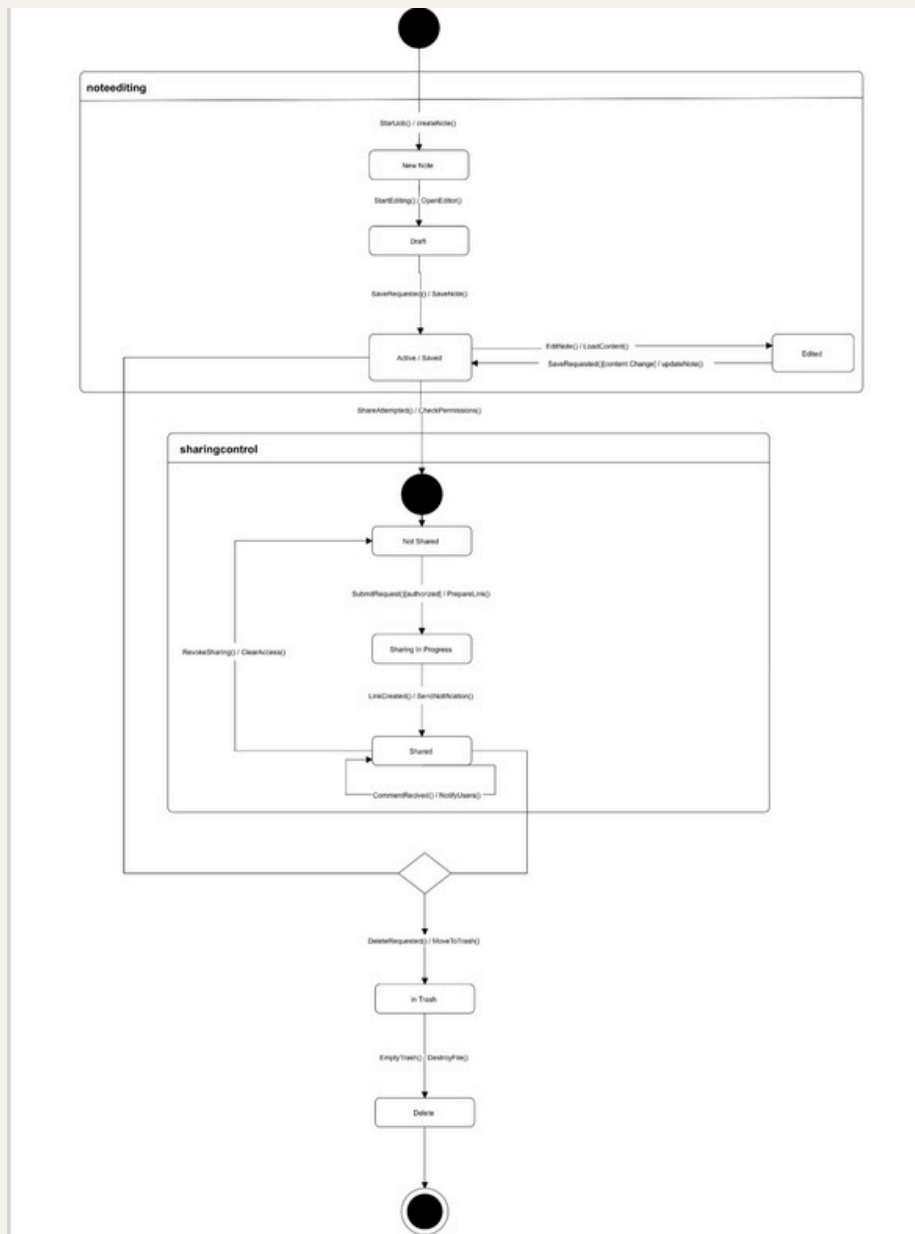 noteediting
StartJob() / createNote()
New Note
StartEditing() / OpenEditor()
Draft
SaveRequested() / SaveNote()
Active / Saved
EditNote() / LoadContent()
Edited
SaveRequested()[content Change] / updateNote()
ShareAttempted() / CheckPermissions()
sharingcontrol
Not Shared
SubmitRequest()[authorized] / PrepareLink()
Sharing In Progress
RevokeSharing() / ClearAccess()
LinkCreated() / SendNotification()
Shared
CommentRecived() / NotifyUsers()
DeleteRequested() / MoveToTrash()
in Trash
EmptyTrash() / DestroyFile()
Delete